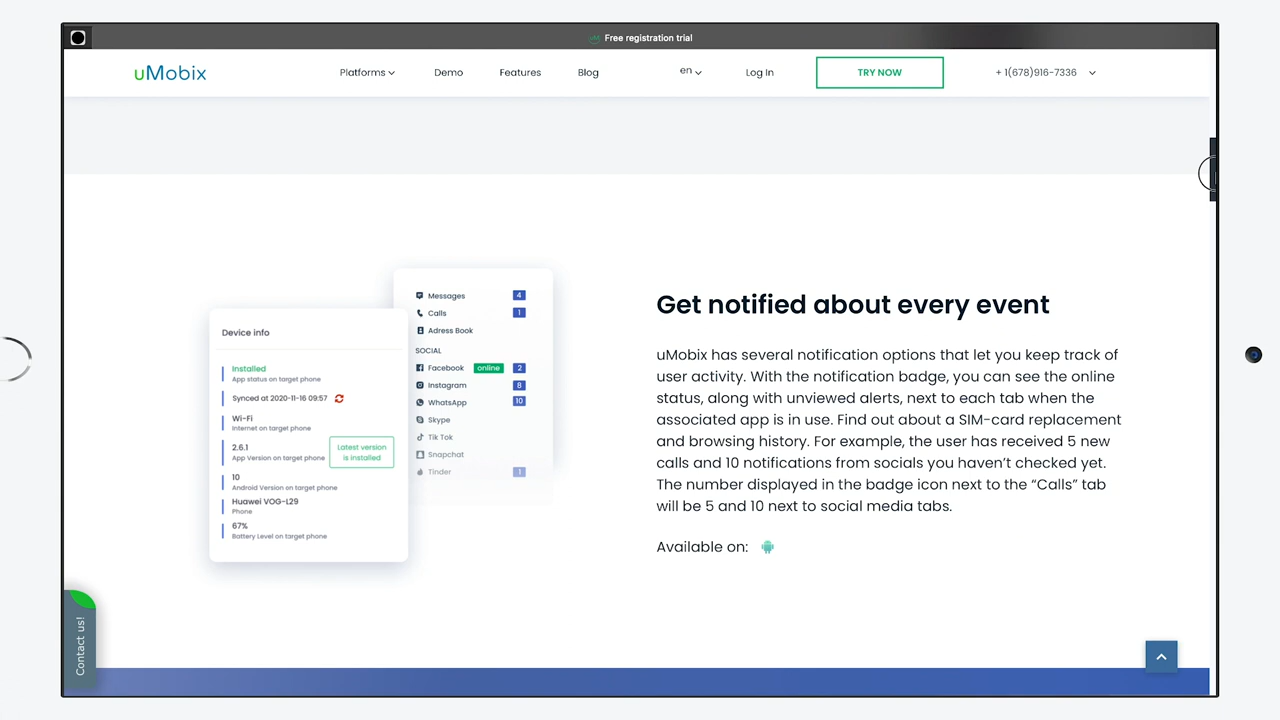 Free registration trial
uMobix
Platforms
Demo
Features
Blog
en
Log In
TRY NOW
+ 1(678)916-7336
Messages 4
Calls 1
Adress Book
SOCIAL
Facebook online 2
Instagram 8
WhatsApp 10
Skype
Tik Tok
Snapchat
Tinder 1
Device info
Installed
App status on target phone
Synced at 2020-11-16 09:57
Wi-Fi
Internet on target phone
2.6.1
App Version on target phone
Latest version
is installed
10
Android Version on target phone
Huawei VOG-L29
Phone
67%
Battery Level on target phone
Get notified about every event
uMobix has several notification options that let you keep track of
user activity. With the notification badge, you can see the online
status, along with unviewed alerts, next to each tab when the
associated app is in use. Find out about a SIM-card replacement
and browsing history. For example, the user has received 5 new
calls and 10 notifications from socials you haven't checked yet.
The number displayed in the badge icon next to the “Calls” tab
will be 5 and 10 next to social media tabs.
Available on:
Contact us!